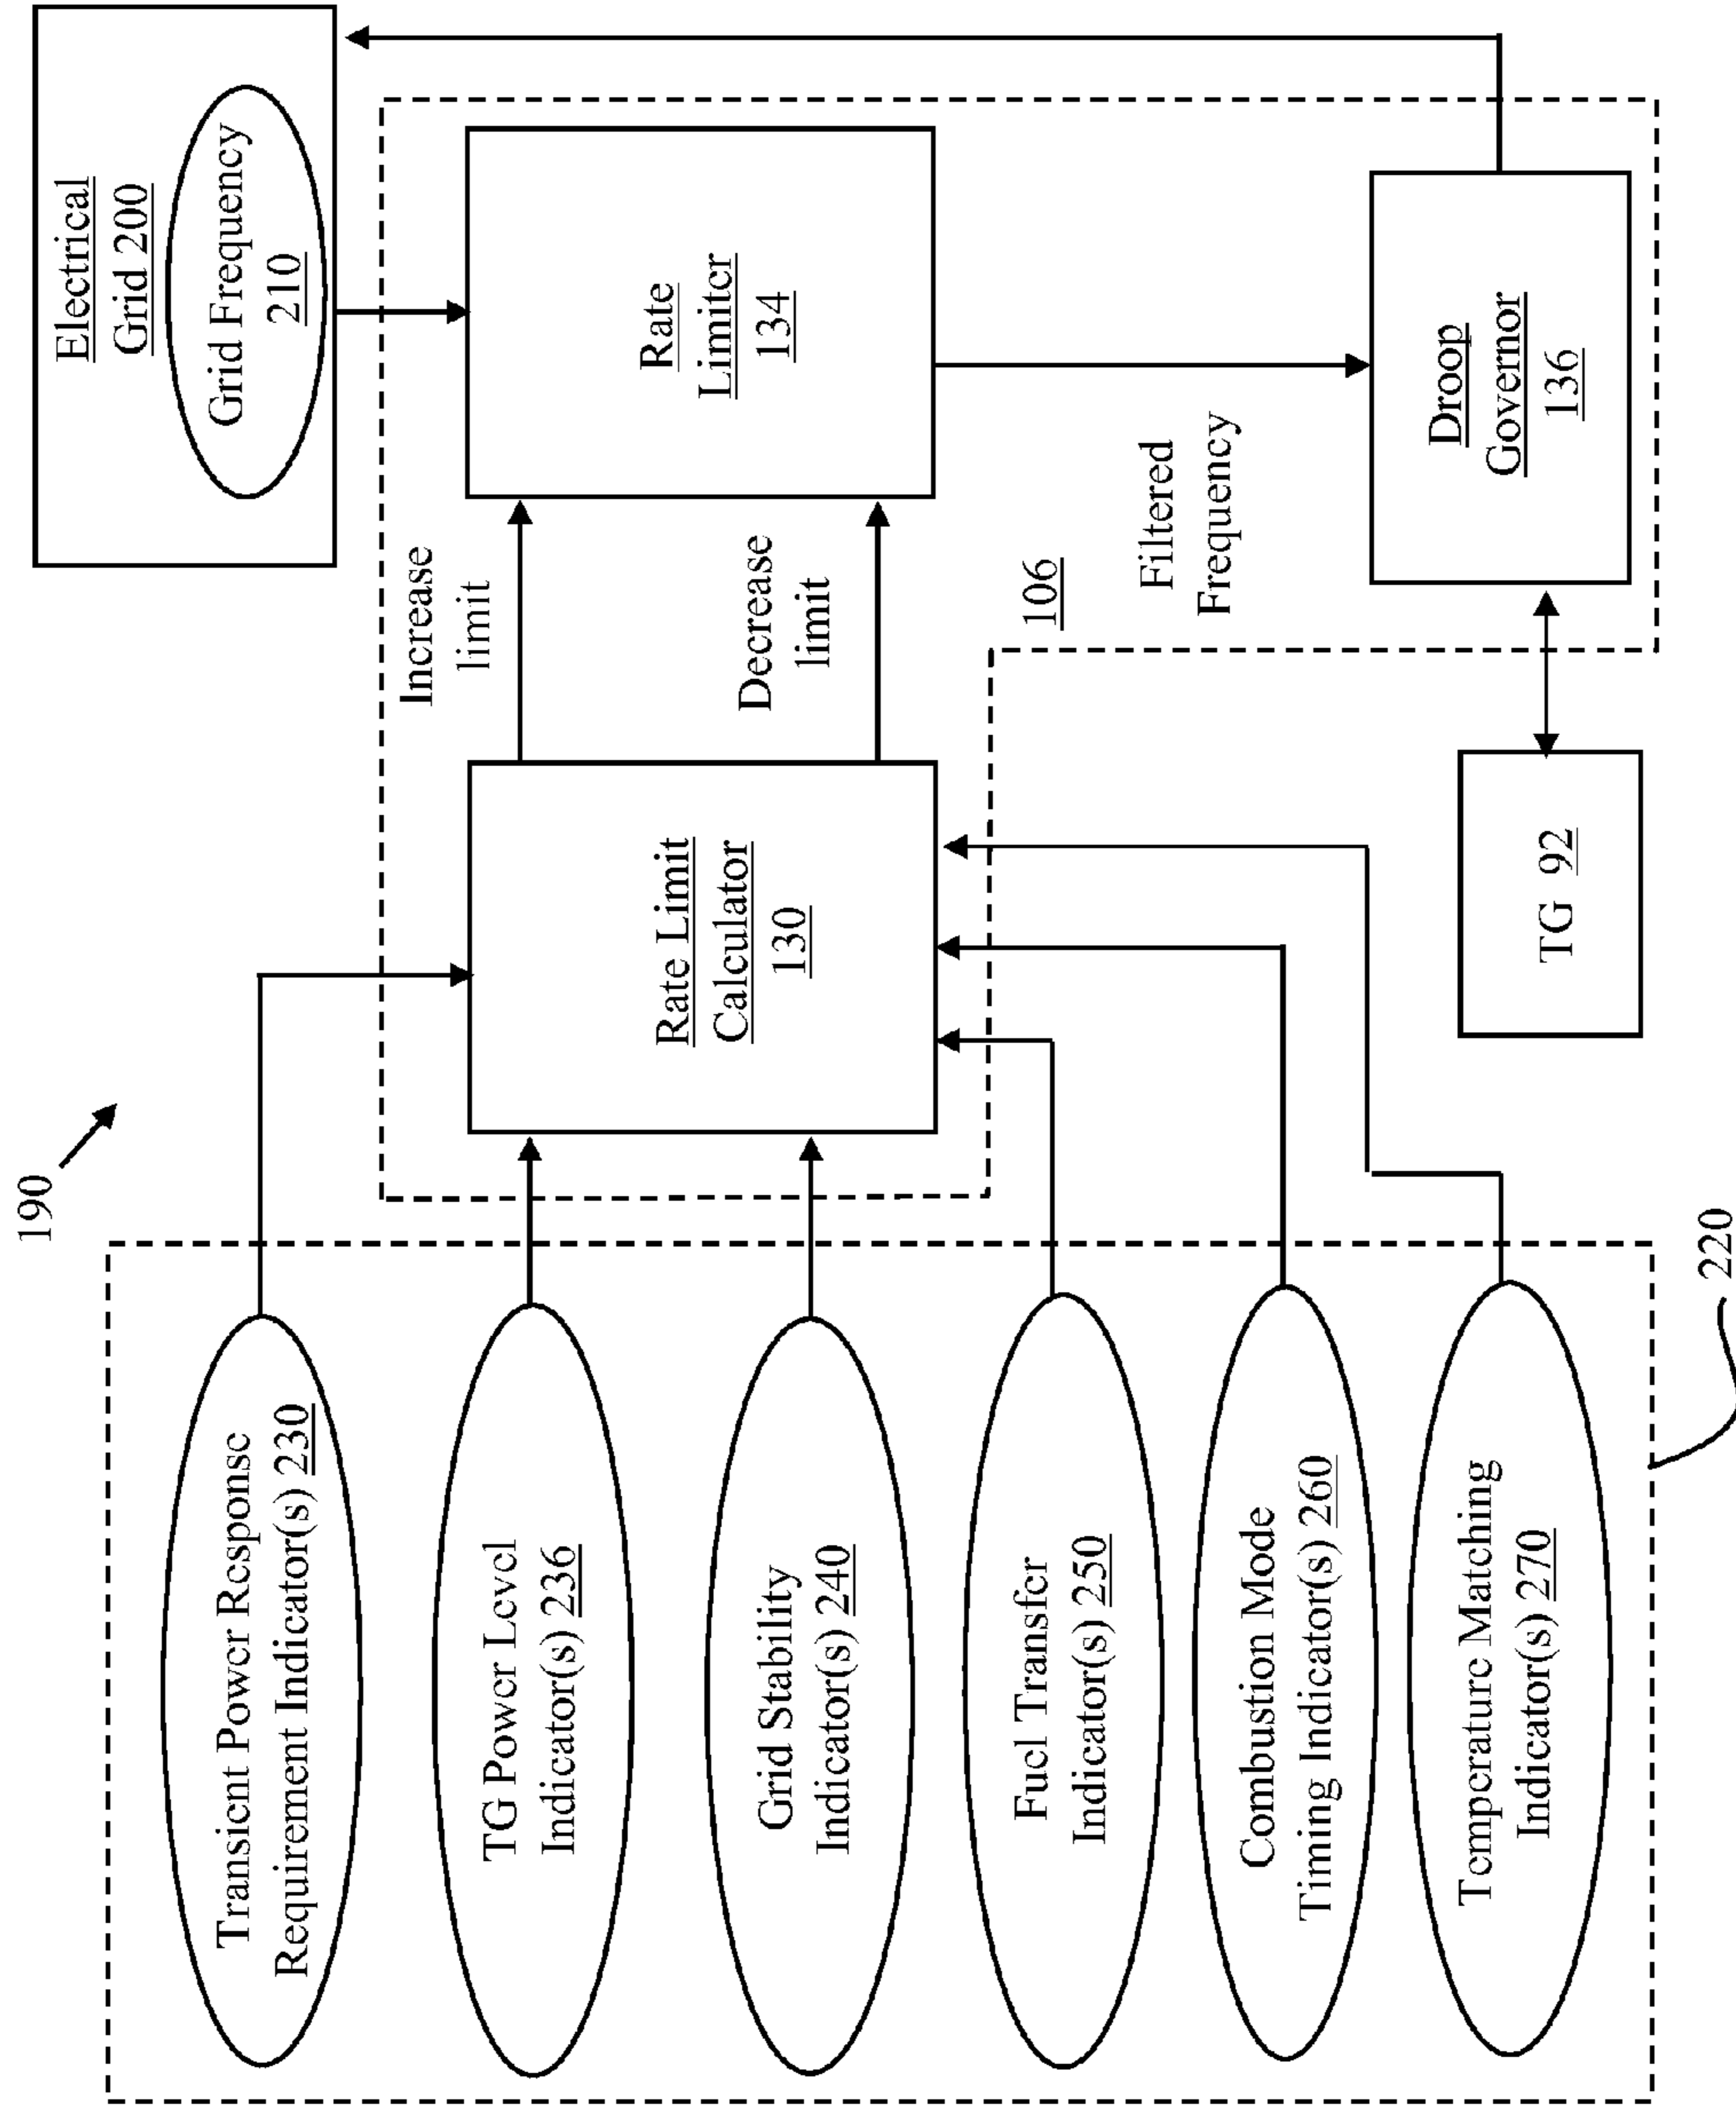 190
Electrical
Grid 200
Grid Frequency
210
Transient Power Response
Requirement Indicator(s) 230
TG Power Level
Indicator(s) 236
Grid Stability
Indicator(s) 240
Fuel Transfer
Indicator(s) 250
Combustion Mode
Timing Indicator(s) 260
Temperature Matching
Indicator(s) 270
220
Rate Limit
Calculator
130
Increase
limit
Decrease
limit
Rate
Limiter
134
106
Filtered
Frequency
Droop
Governor
136
TG 92